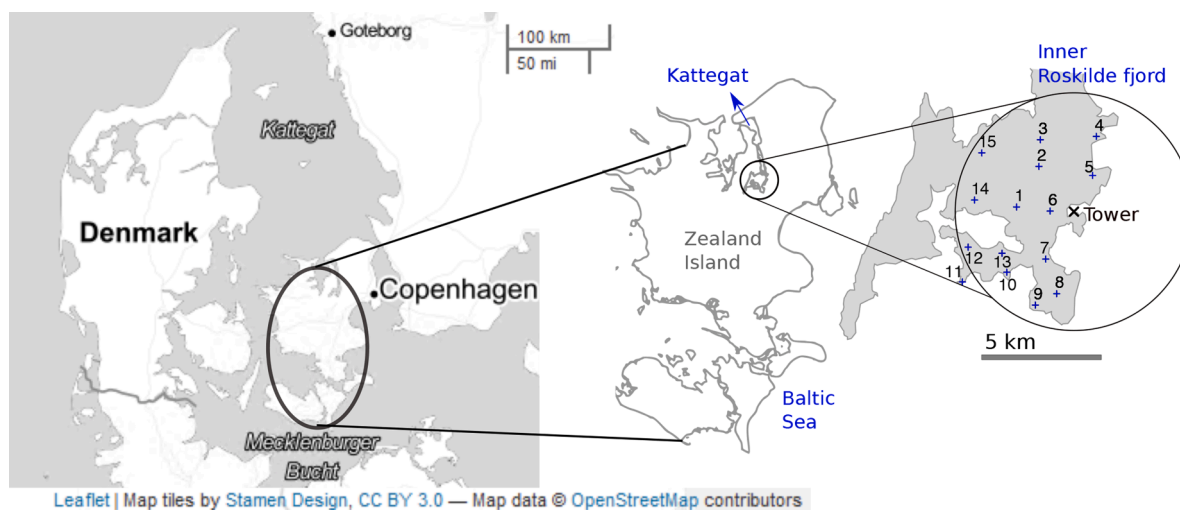 Goteborg
100 km
50 mi
Kattegat
Denmark
Copenhagen
Mecklenburger
Bucht
Kattegat
Zealand
Island
Baltic
Sea
Inner
Roskilde fjord
3
4
15
2
5
14
1
6
Tower
7
12
13
11
10
8
9
5 km
Leaflet | Map tiles by Stamen Design, CC BY 3.0 — Map data © OpenStreetMap contributors